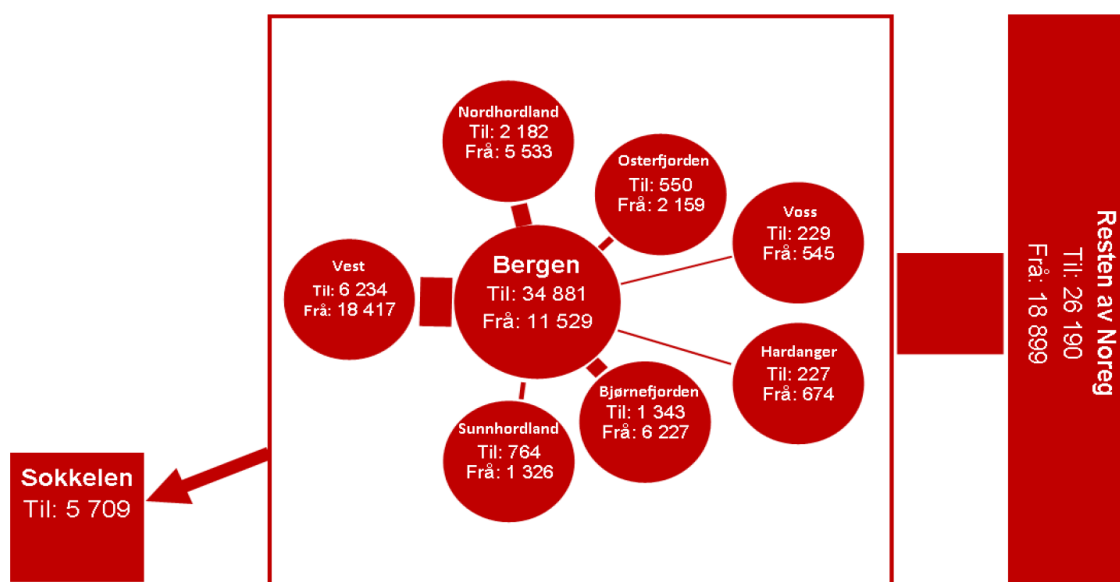 Nordhordland
Til: 2 182
Frå: 5 533
Osterfjorden
Til: 550
Frå: 2 159
Voss
Til: 229
Frå: 545
Vest
Til: 6 234
Frå: 18 417
Bergen
Til: 34 881
Frå: 11 529
Hardanger
Til: 227
Frå: 674
Bjørnefjorden
Til: 1 343
Frå: 6 227
Sunnhordland
Til: 764
Frå: 1 326
Sokkelen
Til: 5 709
Resten av Noreg
Til: 26 190
Frå: 18 899